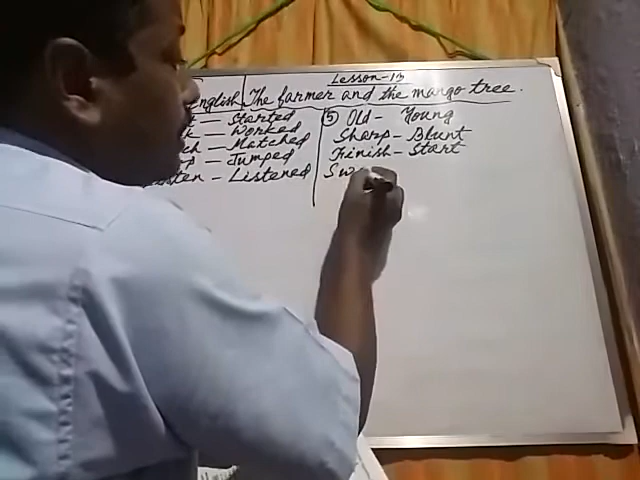 Lesson-13
English The farmer and the mango tree.
— Started
— Worked
— Matched
— Jumped
Listen — Listened
⑤ Old - Young
Sharp - Blunt
Finish - Start
Sw